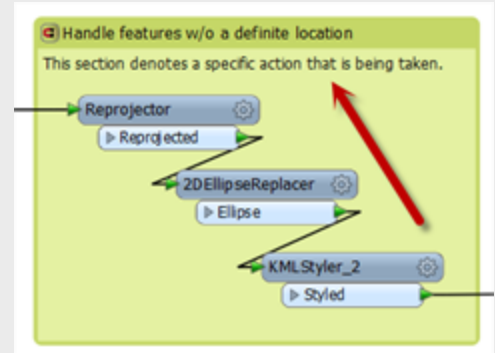 Handle features w/o a definite location
This section denotes a specific action that is being taken.
Reprojector
Reprojected
2DEllipseReplacer
Ellipse
KMLStyler_2
Styled